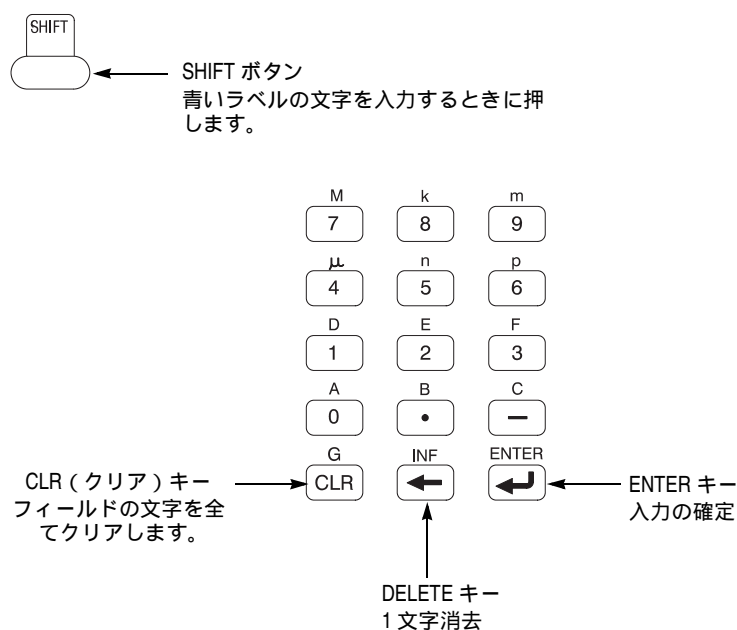 SHIFT
SHIFT ボタン
青いラベルの文字を入力するときに押
します。
M k m
7 8 9
μ n p
4 5 6
D E F
1 2 3
A B C
0 • —
G INF ENTER
CLR
CLR(クリア)キー
フィールドの文字を全
てクリアします。
ENTER キー
入力の確定
DELETE キー
1 文字消去